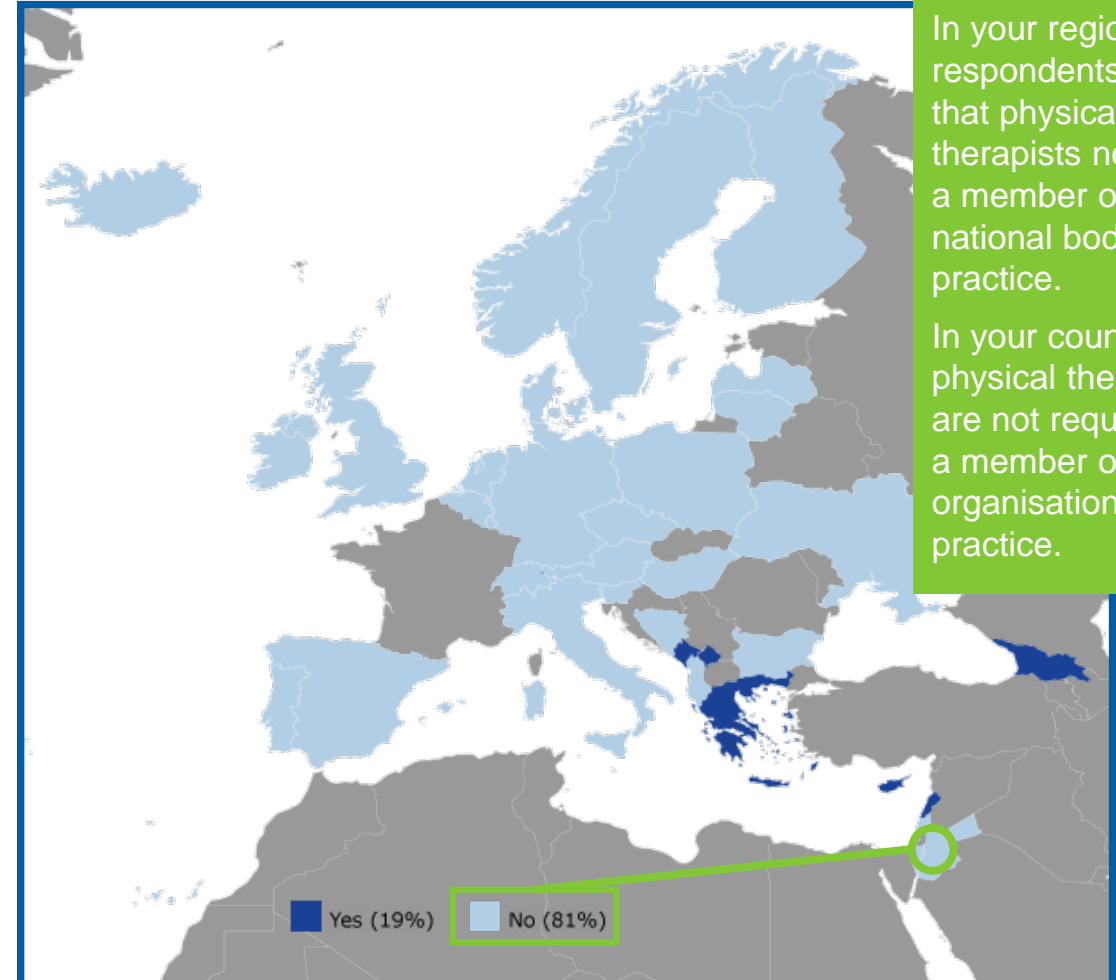 In your regio
respondents
that physica
therapists ne
a member o
national bod
practice.
In your coun
physical the
are not requ
a member o
organisation
practice.
Yes (19%)
No (81%)